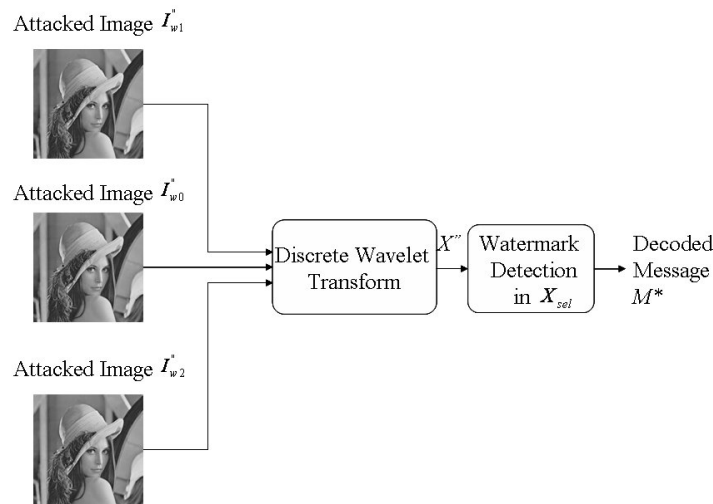 Attacked Image I''w1
Attacked Image I''w0
Attacked Image I''w2
Discrete Wavelet
Transform
X''
Watermark
Detection
in Xsel
Decoded
Message
M*